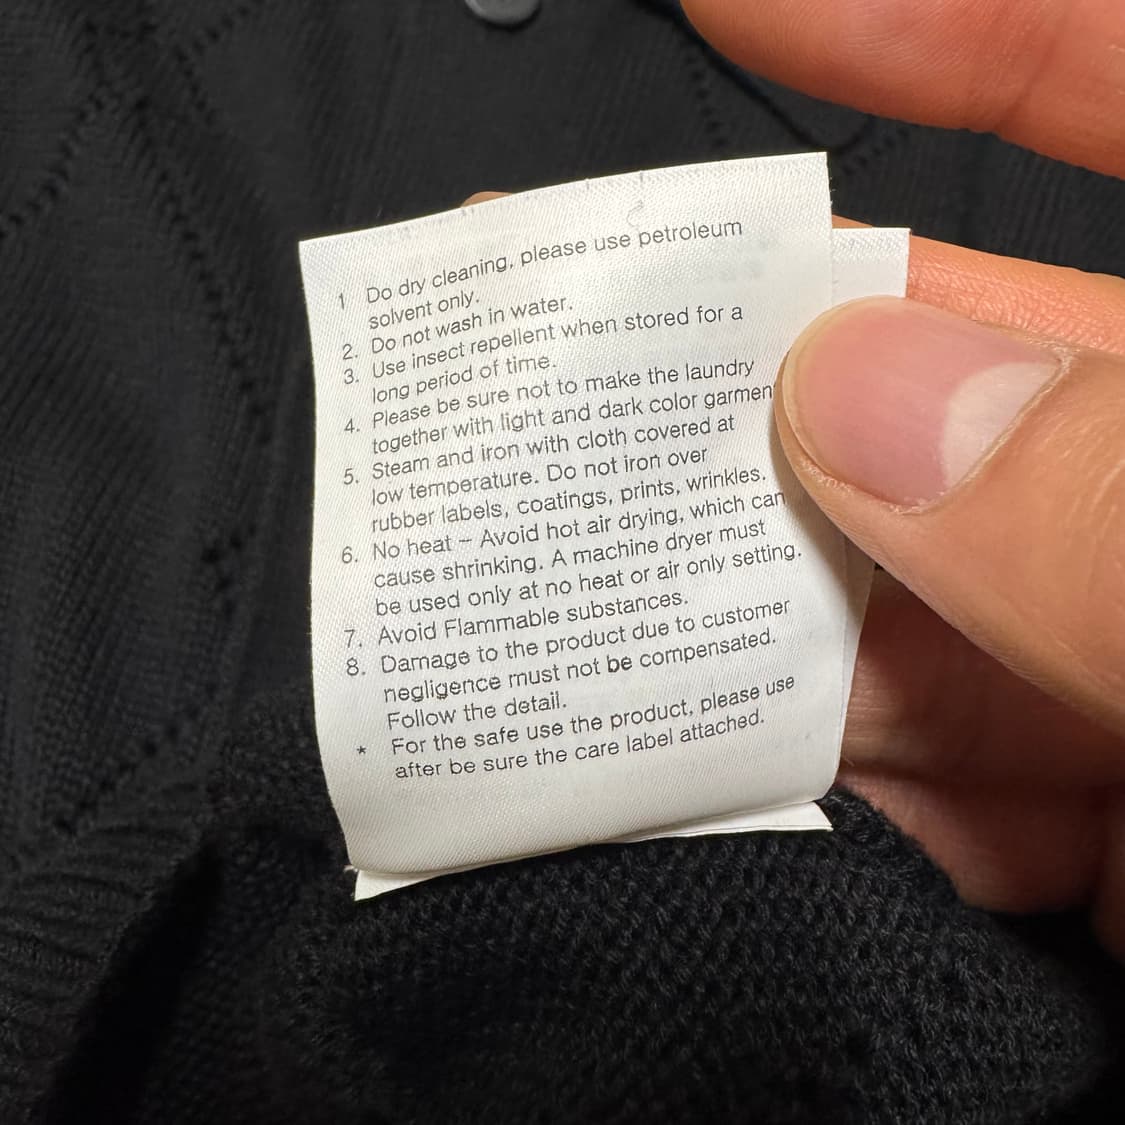 1 Do dry cleaning, please use petroleum
solvent only.
2. Do not wash in water.
3. Use insect repellent when stored for a
long period of time.
4. Please be sure not to make the laundry
together with light and dark color garmen
5. Steam and iron with cloth covered at
low temperature. Do not iron over
rubber labels, coatings, prints, wrinkles.
6. No heat – Avoid hot air drying, which can
cause shrinking. A machine dryer must
be used only at no heat or air only setting.
7. Avoid Flammable substances.
8. Damage to the product due to customer
negligence must not be compensated.
Follow the detail.
* For the safe use the product, please use
after be sure the care label attached.